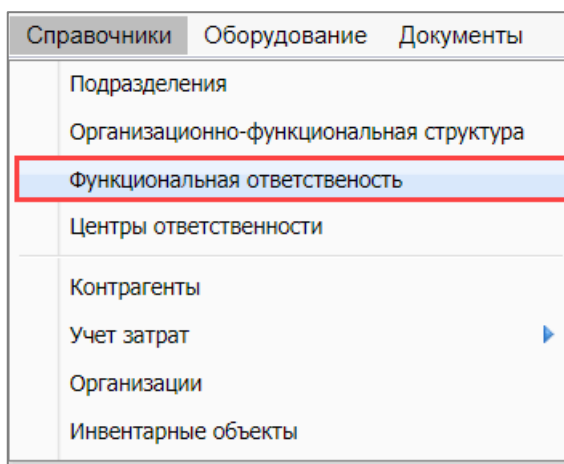 Справочники Оборудование Документы
Подразделения
Организационно-функциональная структура
Функциональная ответственость
Центры ответственности
Контрагенты
Учет затрат
Организации
Инвентарные объекты